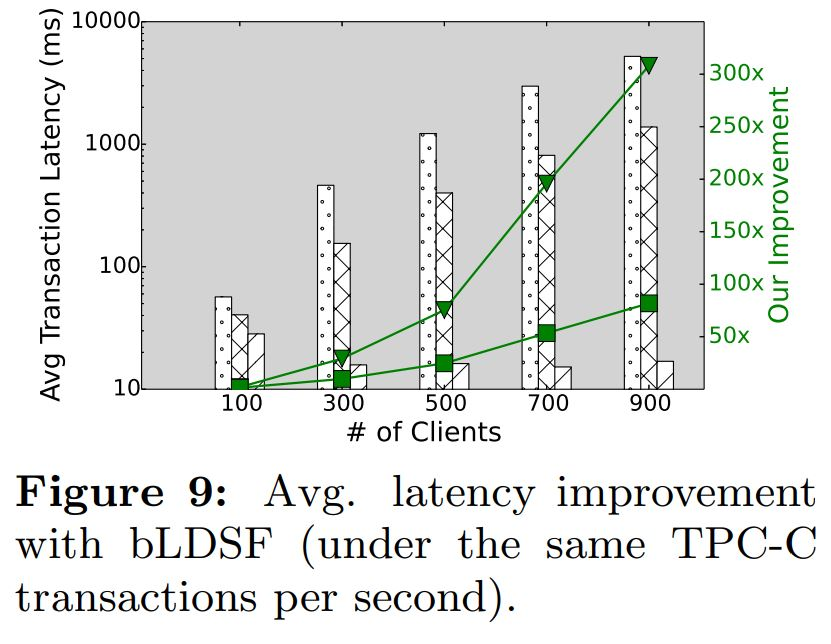 10000
1000
100
10
Avg Transaction Latency (ms)
100 300 500 700 900
# of Clients
300x
250x
200x
150x
100x
50x
Our Improvement
Figure 9: Avg. latency improvement
with bLDSF (under the same TPC-C
transactions per second).